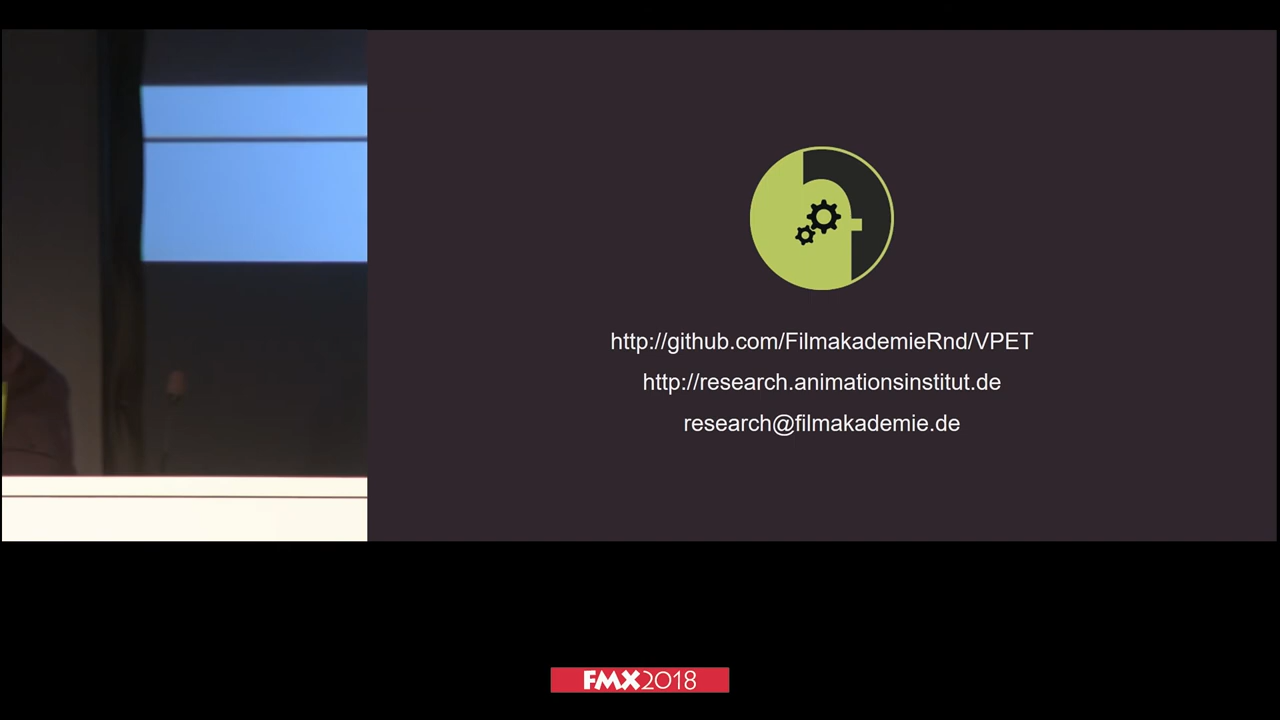 http://github.com/FilmakademieRnd/VPET
http://research.animationsinstitut.de
research@filmakademie.de
FMX2018